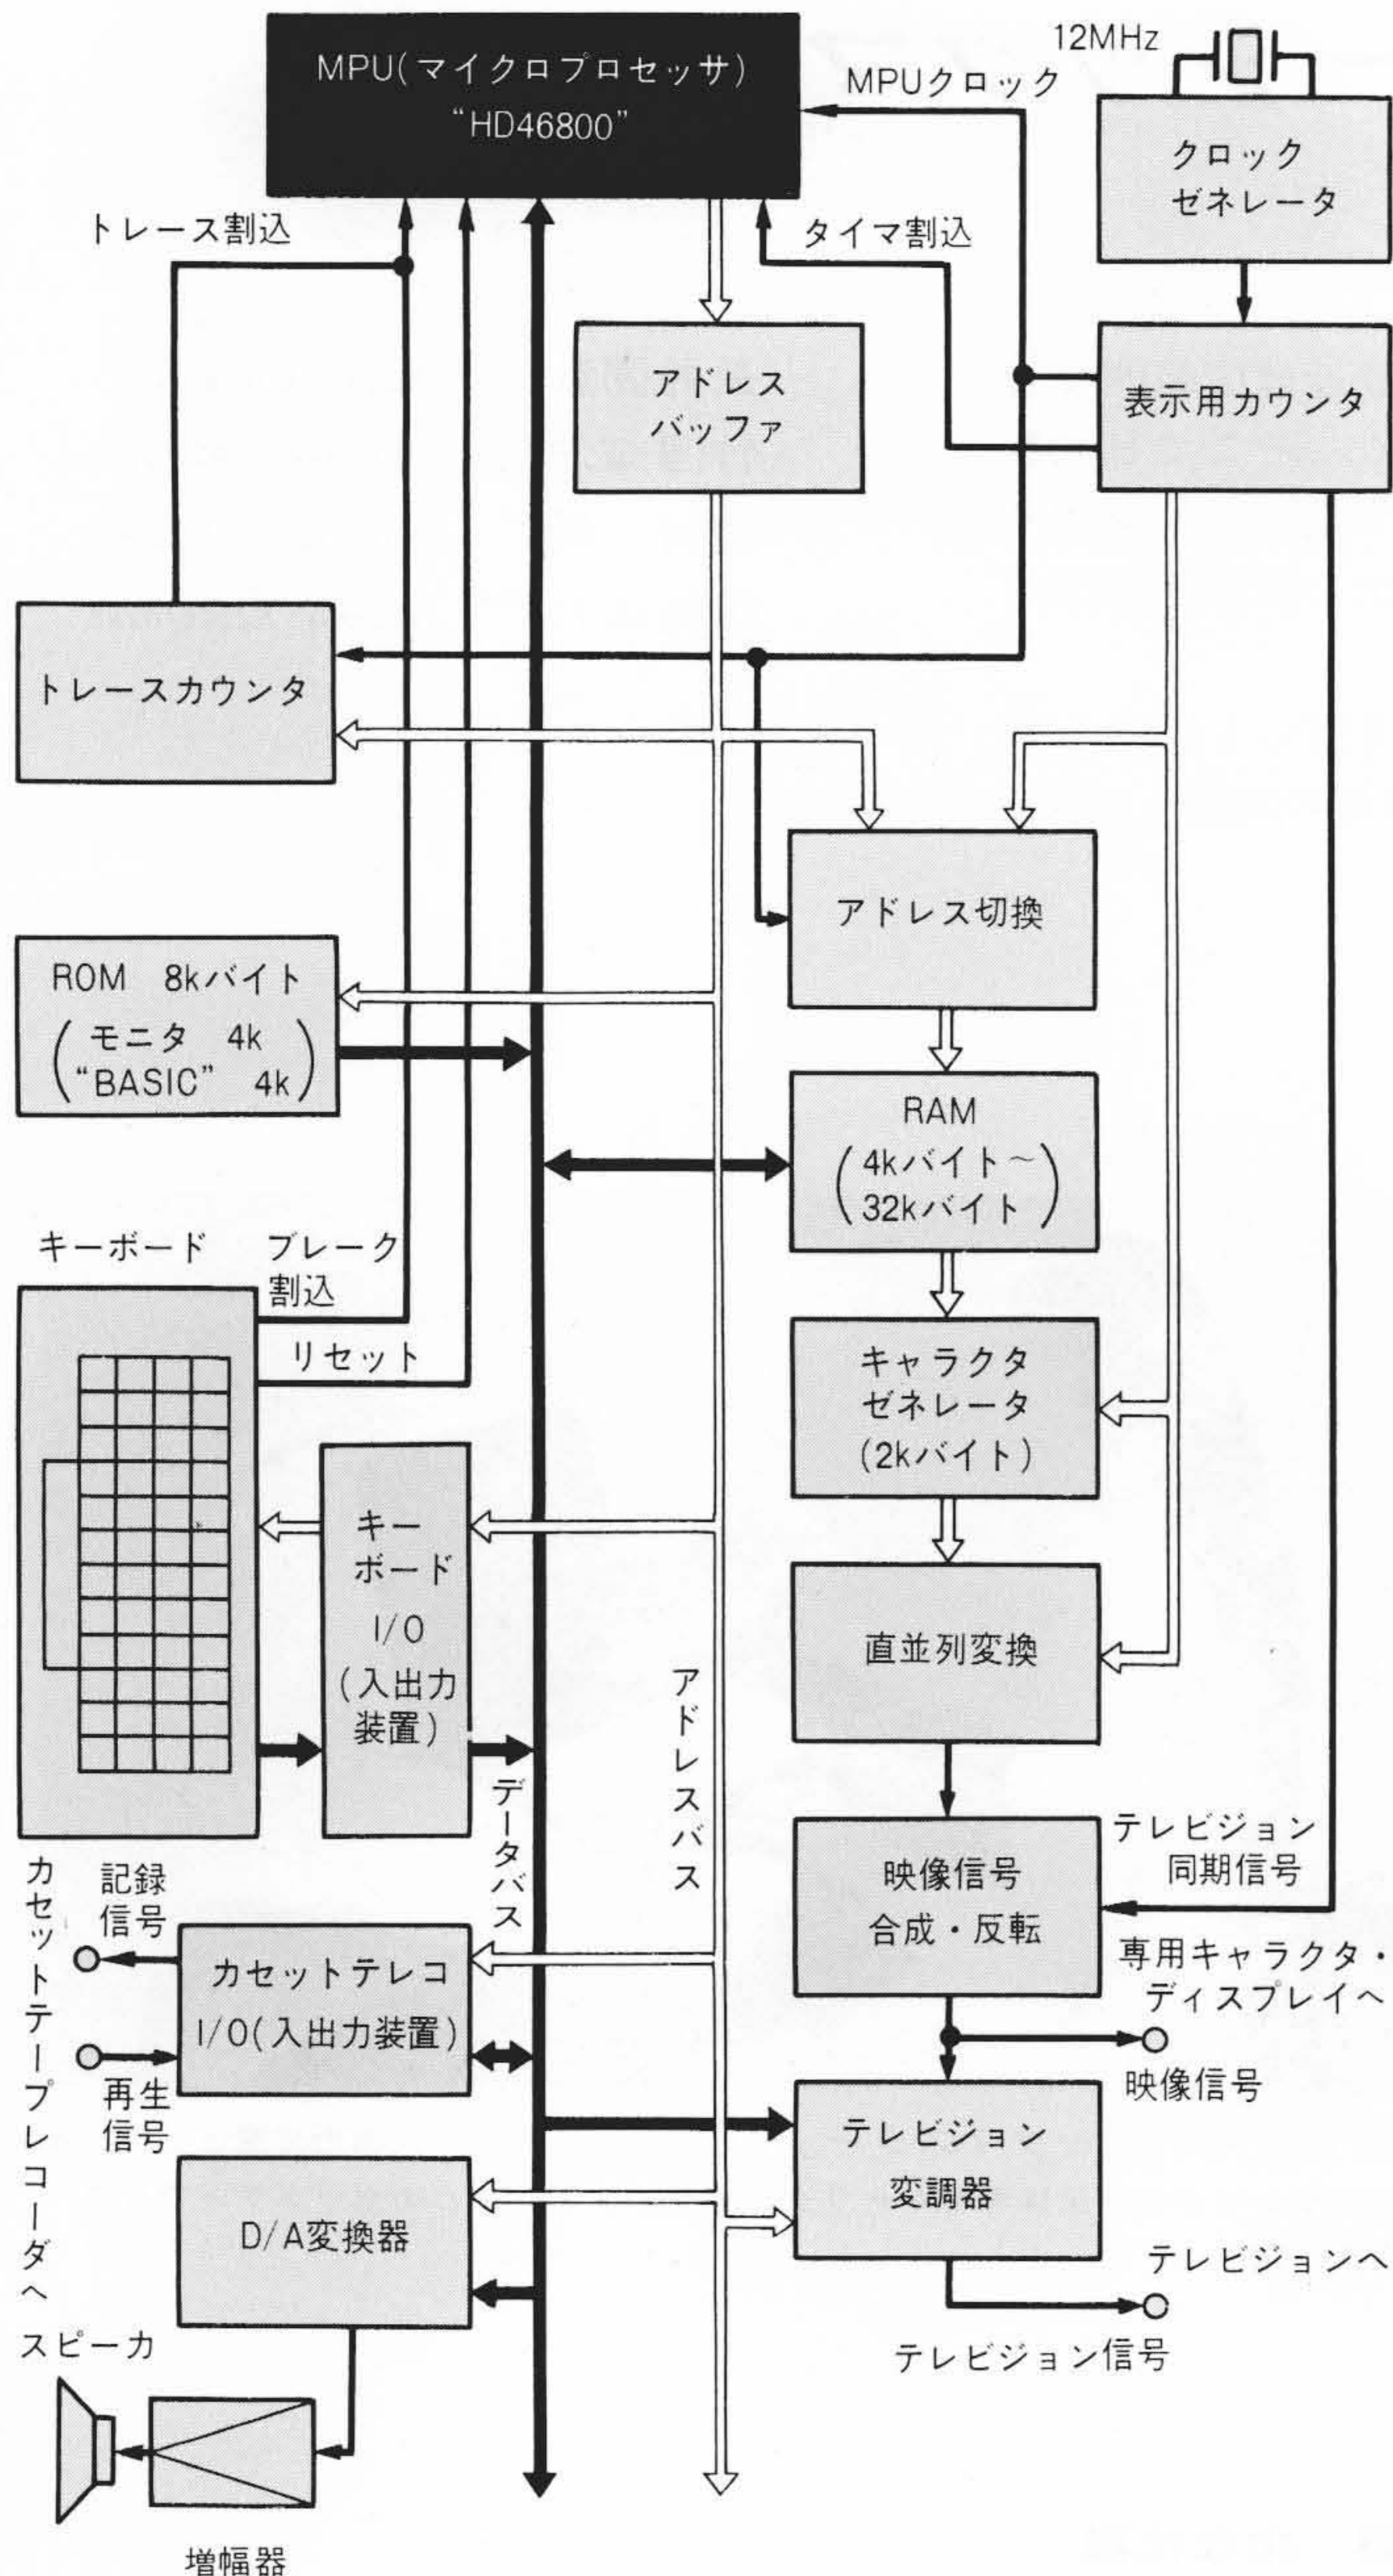 MPU(マイクロプロセッサ)
“HD46800”
12MHz
MPUクロック
クロック
ゼネレータ
トレース割込
タイマ割込
アドレス
バッファ
表示用カウンタ
トレースカウンタ
アドレス切換
ROM 8kバイト
(モニタ 4k
“BASIC” 4k)
RAM
(4kバイト～
32kバイト)
キーボード
ブレーク
割込
リセット
キャラクタ
ゼネレータ
(2kバイト)
キー
ボード
I/O
(入出力
装置)
直並列変換
アドレスバス
データバス
テレビジョン
同期信号
映像信号
合成・反転
カセットテープレコーダへ
記録
信号
カセットテレコ
I/O(入出力装置)
再生
信号
専用キャラクタ・
ディスプレイへ
映像信号
テレビジョン
変調器
D/A変換器
テレビジョンへ
テレビジョン信号
スピーカ
増幅器